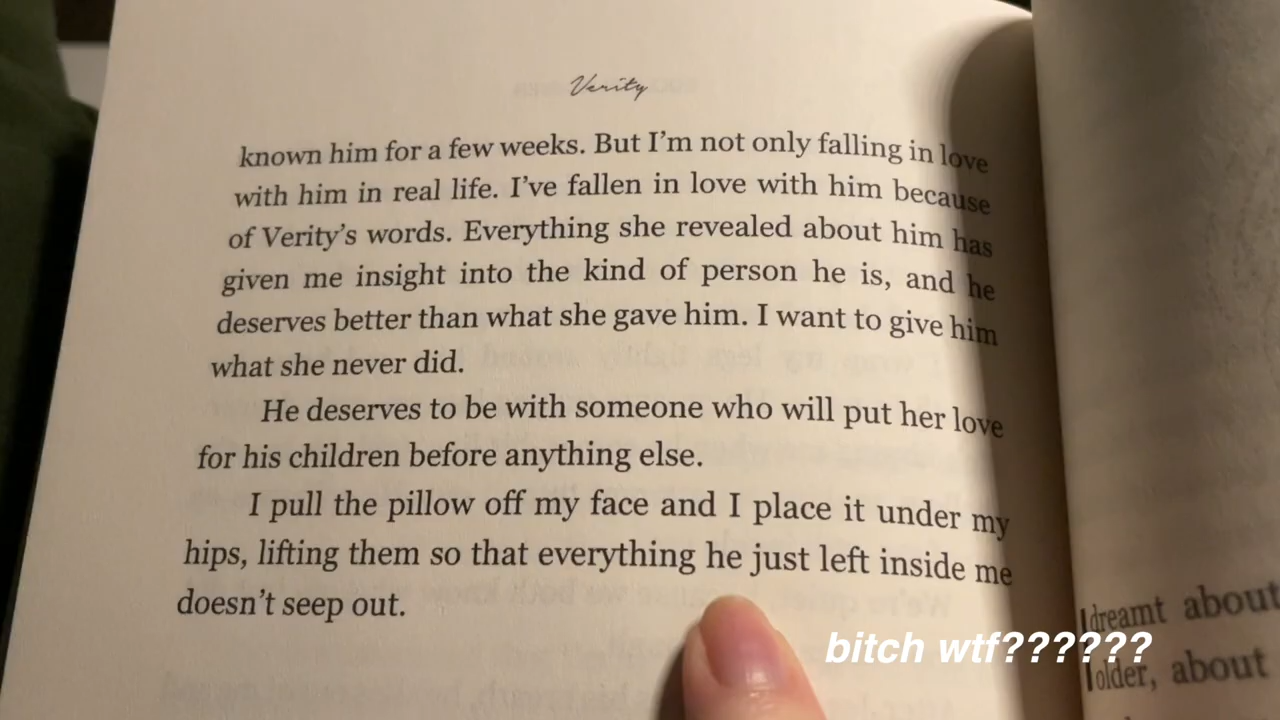 Verity
known him for a few weeks. But I'm not only falling in love
with him in real life. I've fallen in love with him because
of Verity's words. Everything she revealed about him has
given me insight into the kind of person he is, and he
deserves better than what she gave him. I want to give him
what she never did.
He deserves to be with someone who will put her love
for his children before anything else.
I pull the pillow off my face and I place it under my
hips, lifting them so that everything he just left inside me
doesn't seep out.
bitch wtf??????
dreamt about
older, about